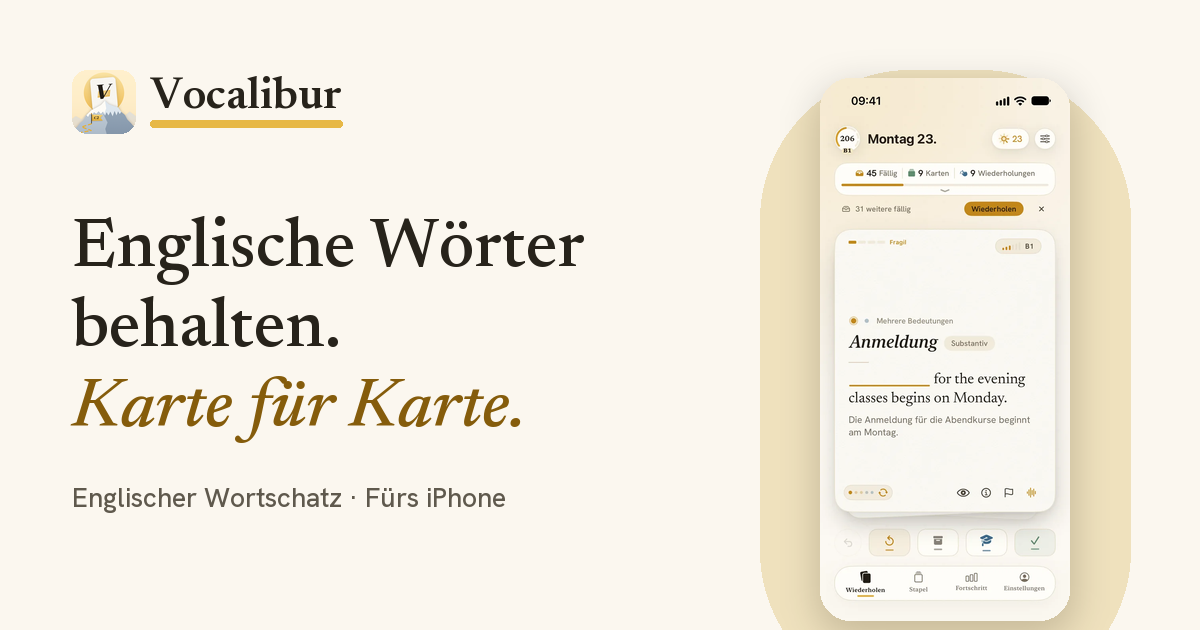 V
Vocalibur
Englische Wörter
behalten.
Karte für Karte.
Englischer Wortschatz · Fürs iPhone
09:41
206
B1
Montag 23.
23
45 Fällig
9 Karten
9 Wiederholungen
31 weitere fällig
Wiederholen
Fragil
B1
Mehrere Bedeutungen
Anmeldung
Substantiv
________ for the evening
classes begins on Monday.
Die Anmeldung für die Abendkurse beginnt
am Montag.
Wiederholen
Stapel
Fortschritt
Einstellungen